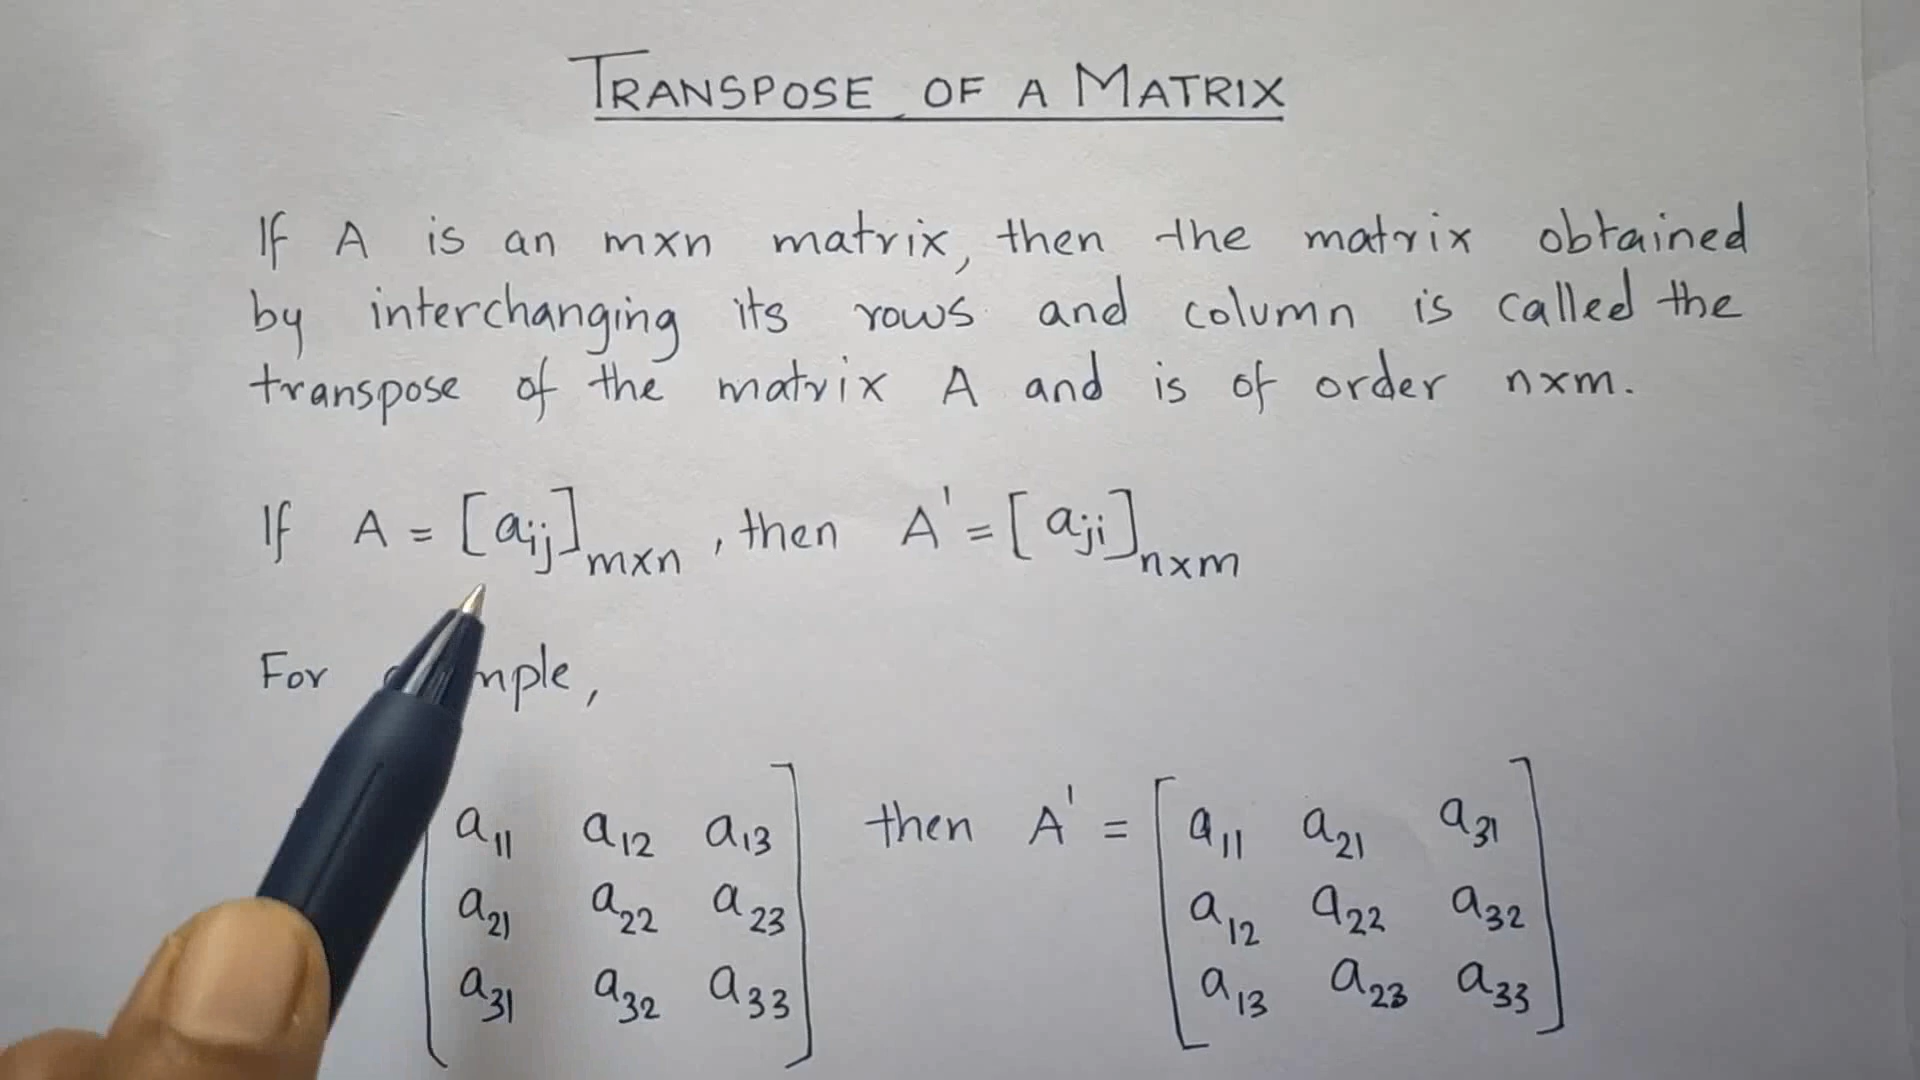 TRANSPOSE OF A MATRIX
If A is an mxn matrix, then the matrix obtained
by interchanging its rows and column is called the
transpose of the matrix A and is of order nxm.
If A = [aij]mxn , then A' = [aji]nxm
For mple,
a11 a12 a13 then A' = a11 a21 a31
a21 a22 a23 a12 a22 a32
a31 a32 a33 a13 a23 a33